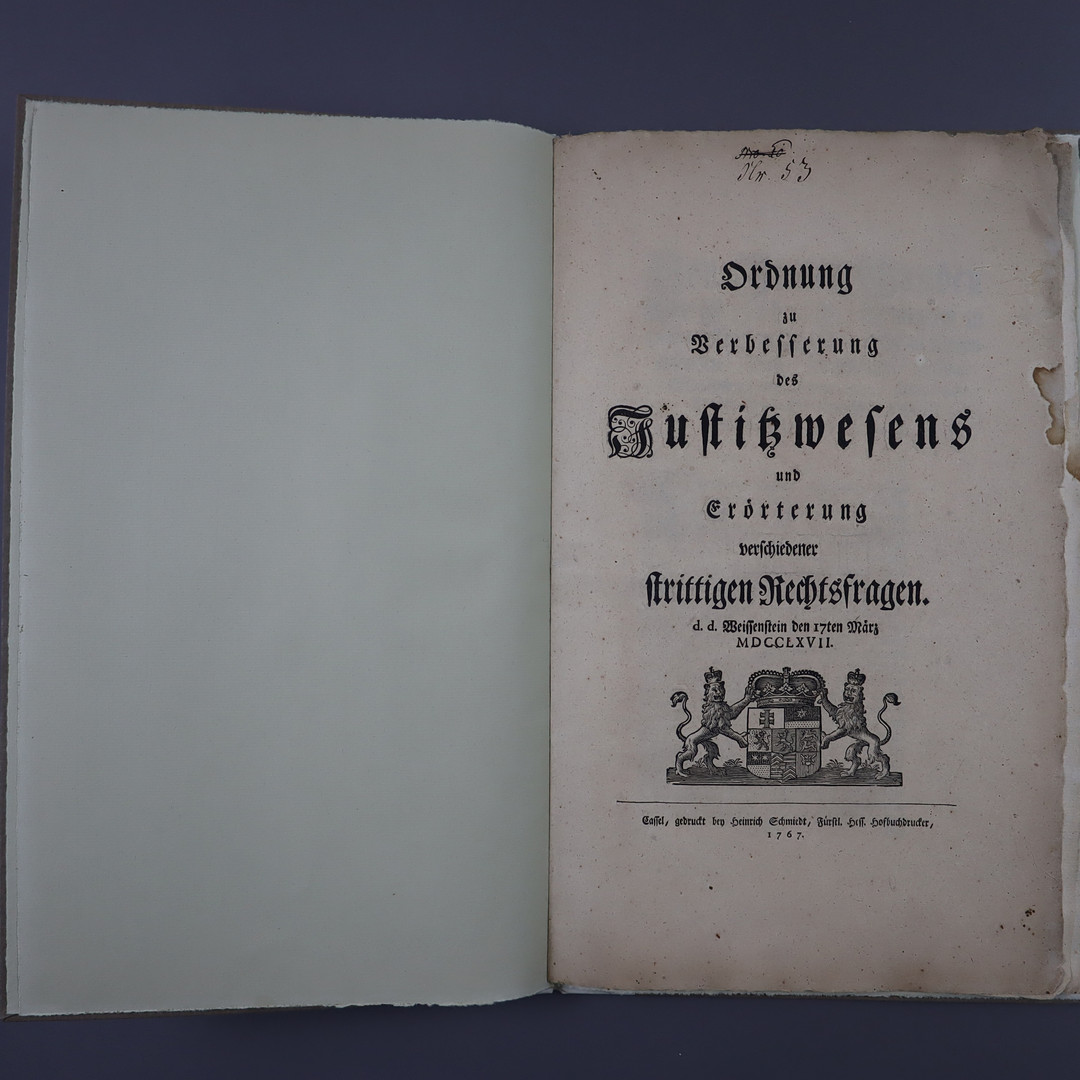 Nr. 53
Ordnung
zu
Verbesserung
des
Justitzwesens
und
Erörterung
verschiedener
strittigen Rechtsfragen.
d. d. Weissenstein den 17ten März
MDCCLXVII.
Cassel, gedruckt bey Heinrich Schmiedt, Fürstl. Hess. Hofbuchdrucker,
1767.